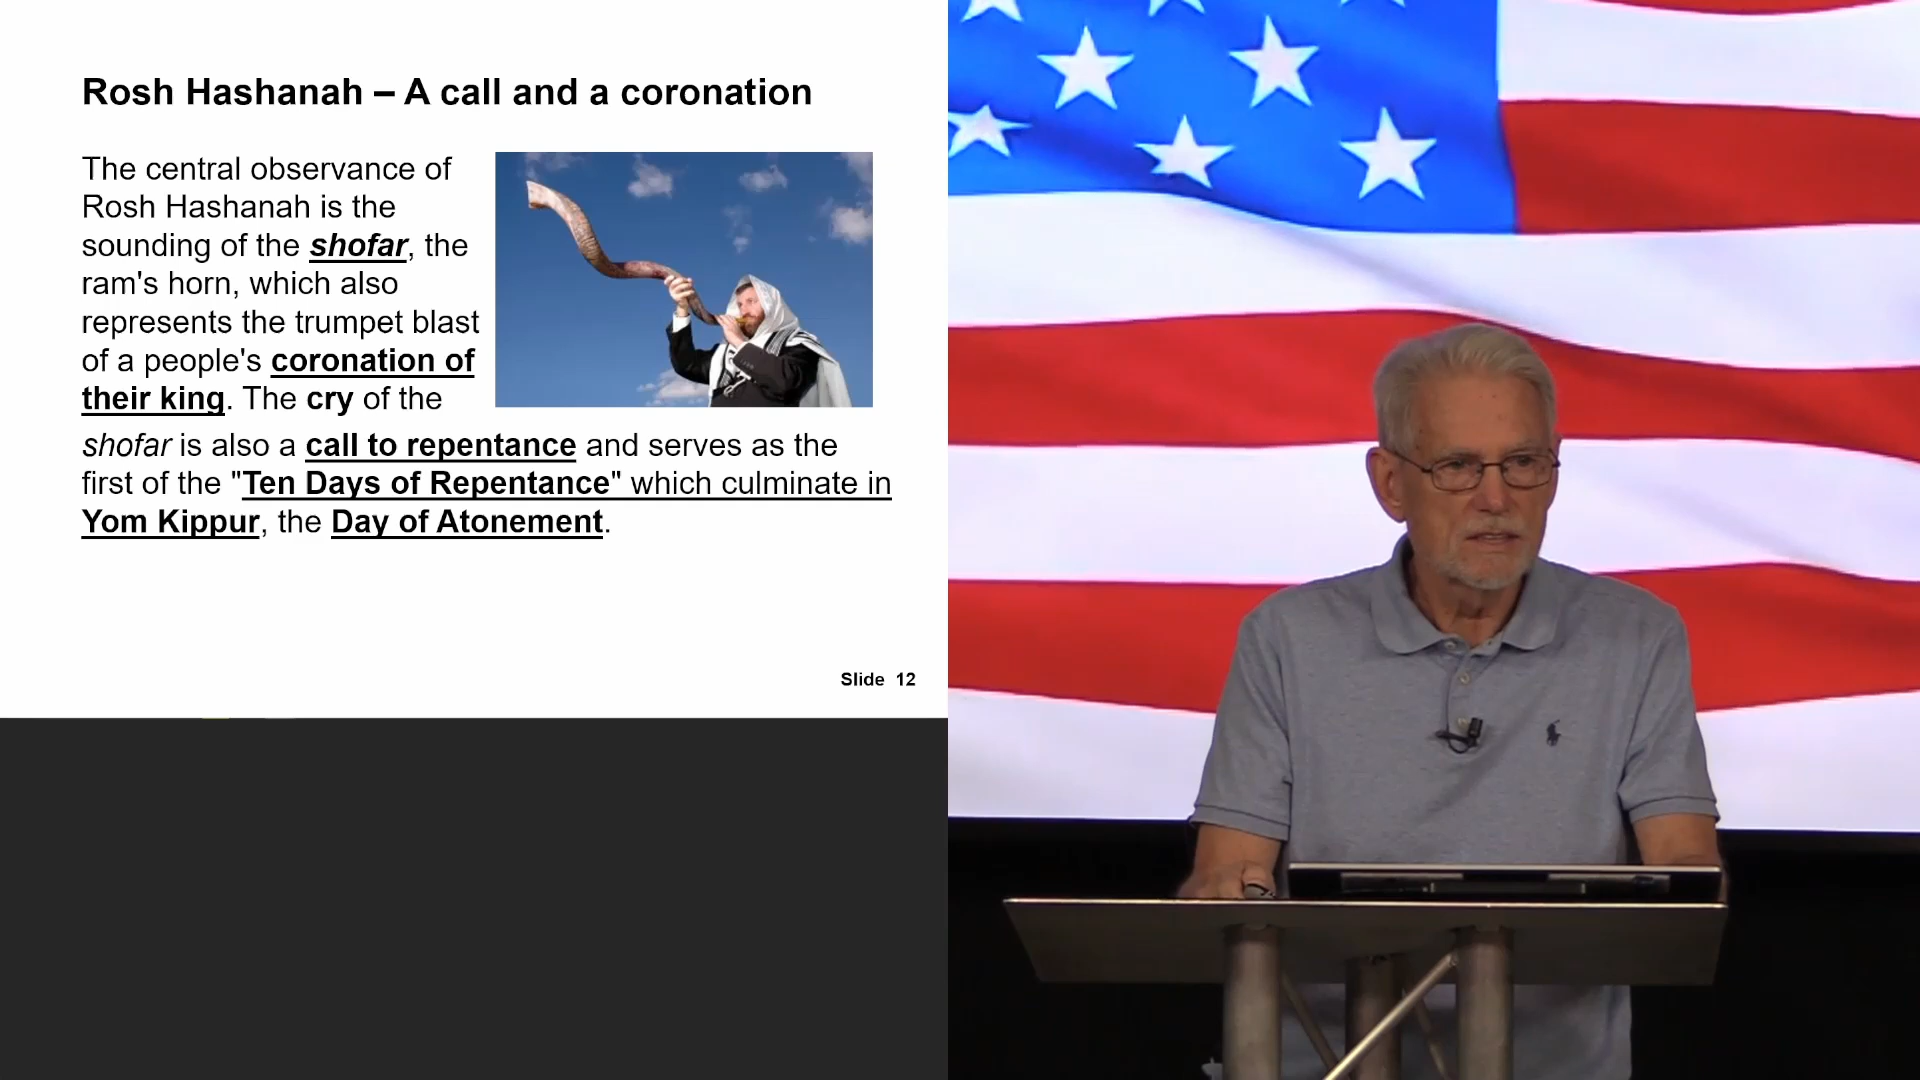 Rosh Hashanah – A call and a coronation
The central observance of
Rosh Hashanah is the
sounding of the shofar, the
ram's horn, which also
represents the trumpet blast
of a people's coronation of
their king. The cry of the
shofar is also a call to repentance and serves as the
first of the "Ten Days of Repentance" which culminate in
Yom Kippur, the Day of Atonement.
Slide 12